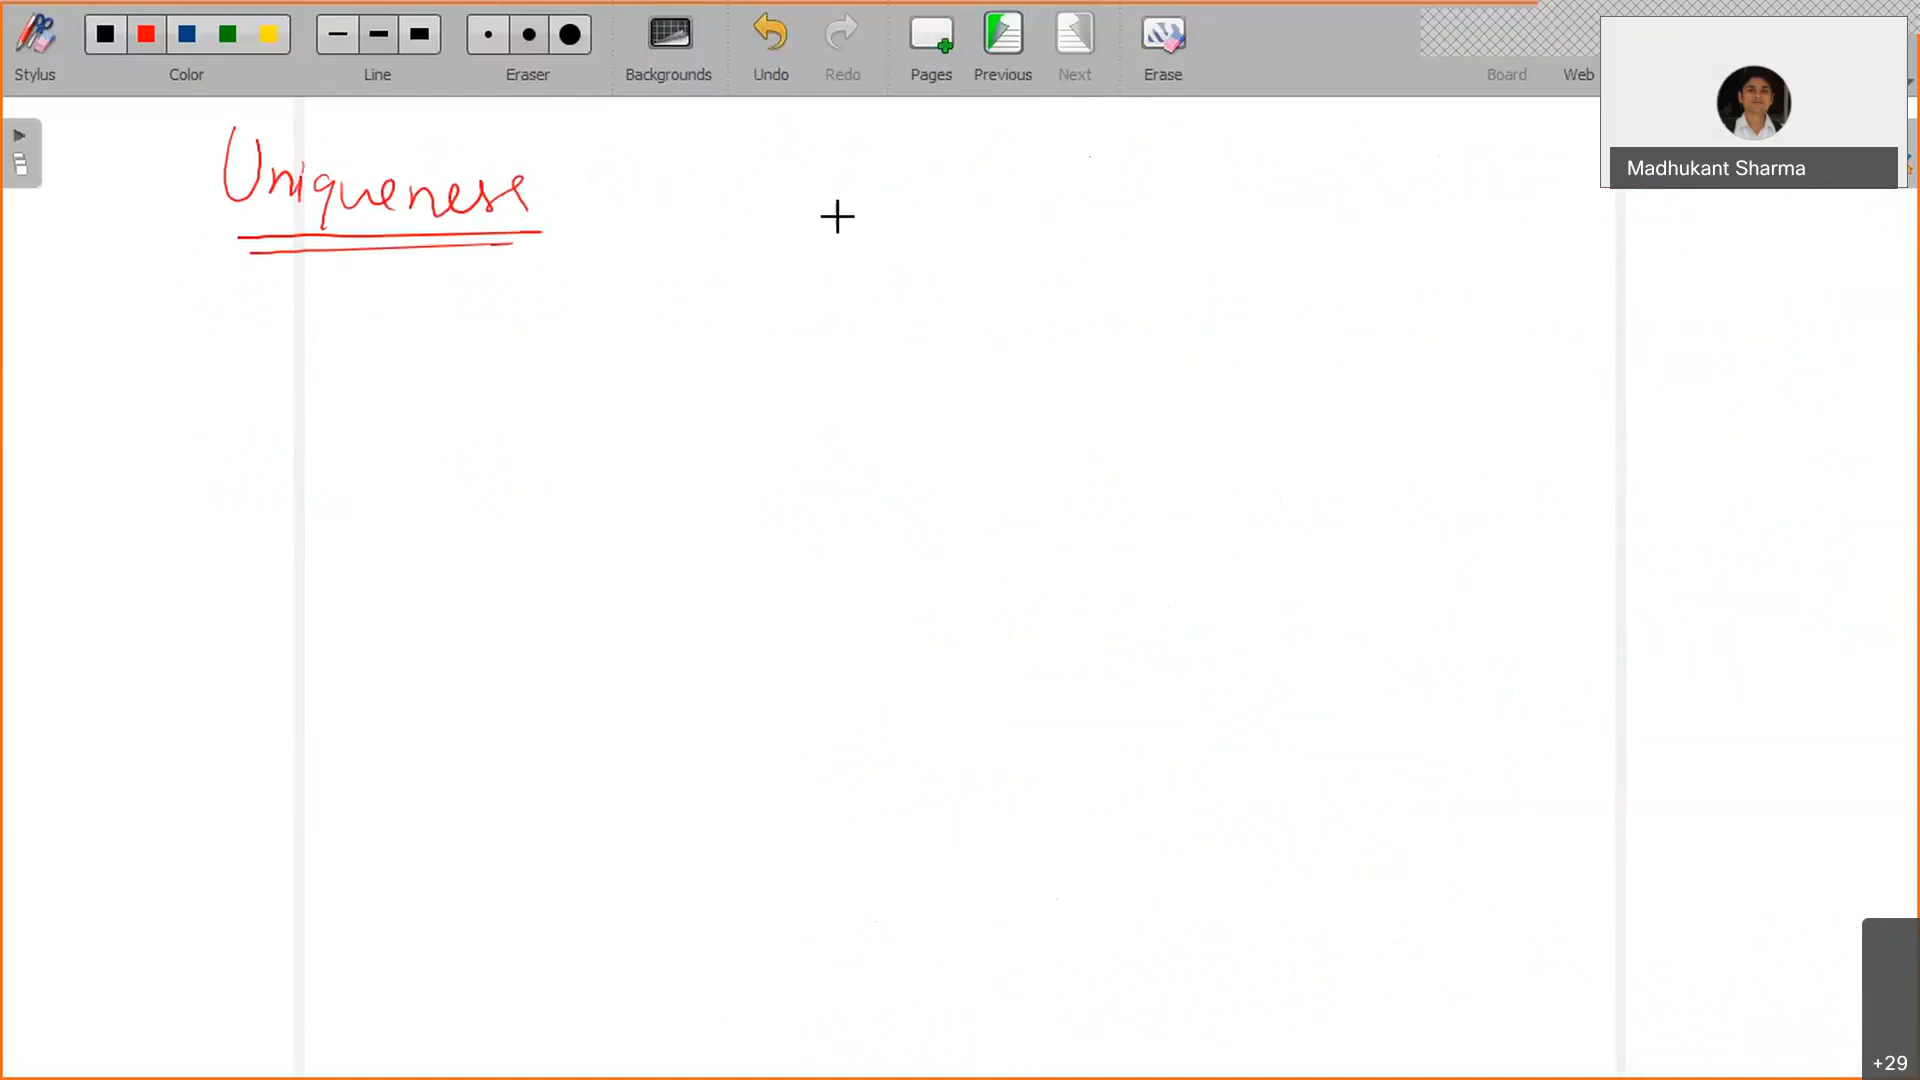 Stylus Color Line Eraser Backgrounds Undo Redo Pages Previous Next Erase Board Web
Madhukant Sharma
Uniqueness
+29